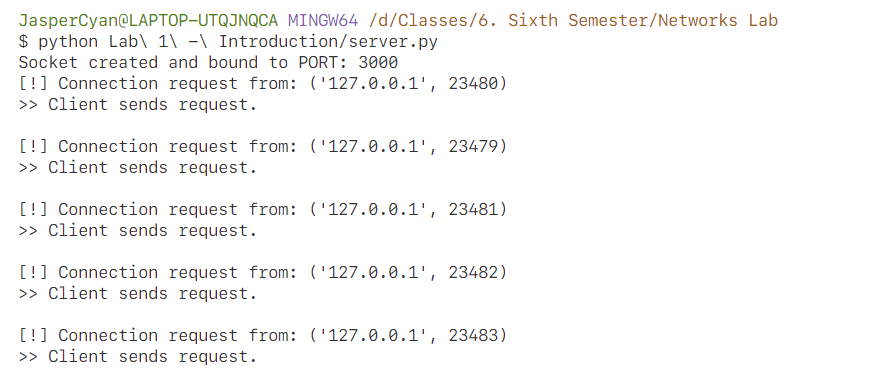 JasperCyan@LAPTOP-UTQJNQCA MINGW64 /d/Classes/6. Sixth Semester/Networks Lab
$ python Lab\ 1\ -\ Introduction/server.py
Socket created and bound to PORT: 3000
[!] Connection request from: ('127.0.0.1', 23480)
>> Client sends request.
[!] Connection request from: ('127.0.0.1', 23479)
>> Client sends request.
[!] Connection request from: ('127.0.0.1', 23481)
>> Client sends request.
[!] Connection request from: ('127.0.0.1', 23482)
>> Client sends request.
[!] Connection request from: ('127.0.0.1', 23483)
>> Client sends request.